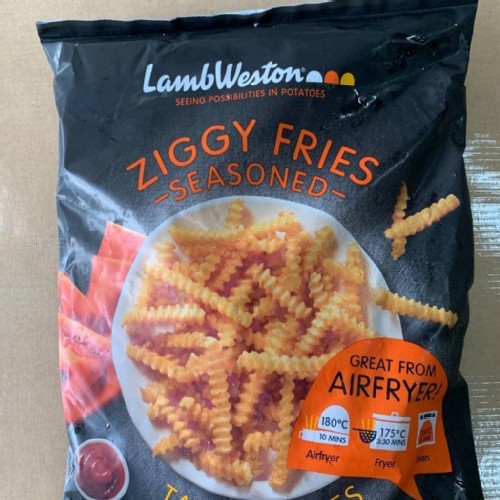 LambWeston®
SEEING POSSIBILITIES IN POTATOES
ZIGGY FRIES
-SEASONED-
GREAT FROM
AIRFRYER!
180°C
10 MINS
Airfryer
175°C
3:30 MINS
Fryer